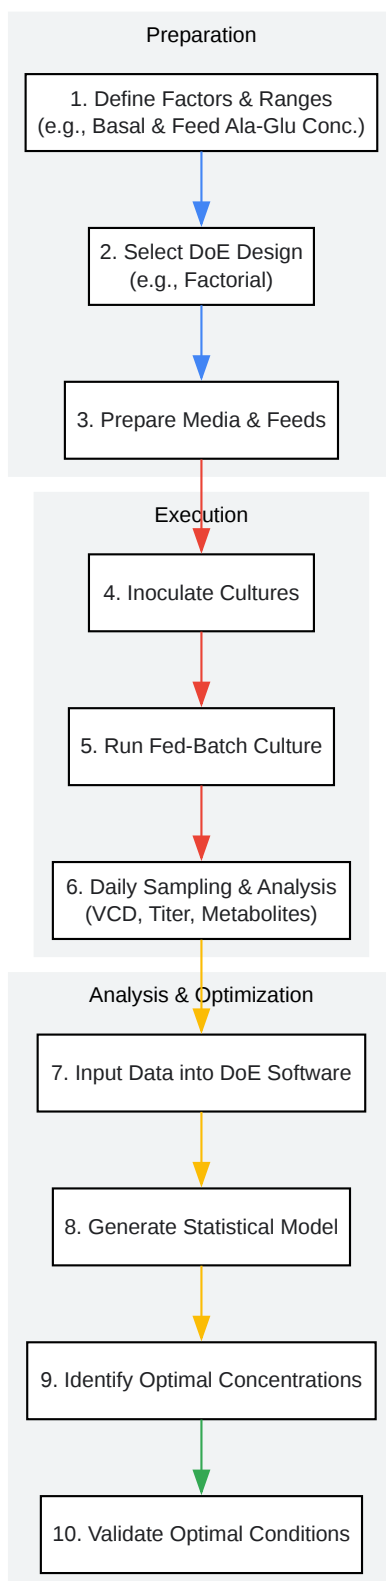 Preparation
1. Define Factors & Ranges
(e.g., Basal & Feed Ala-Glu Conc.)
2. Select DoE Design
(e.g., Factorial)
3. Prepare Media & Feeds
Execution
4. Inoculate Cultures
5. Run Fed-Batch Culture
6. Daily Sampling & Analysis
(VCD, Titer, Metabolites)
Analysis & Optimization
7. Input Data into DoE Software
8. Generate Statistical Model
9. Identify Optimal Concentrations
10. Validate Optimal Conditions